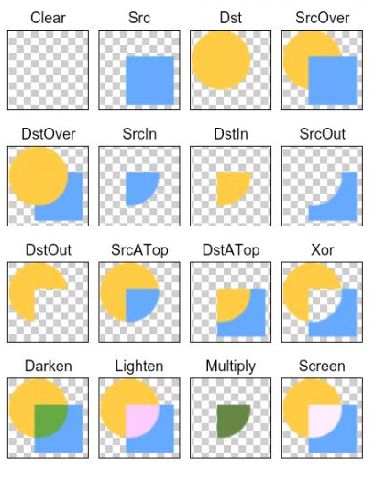 Clear Src Dst SrcOver
DstOver SrcIn DstIn SrcOut
DstOut SrcATop DstATop Xor
Darken Lighten Multiply Screen